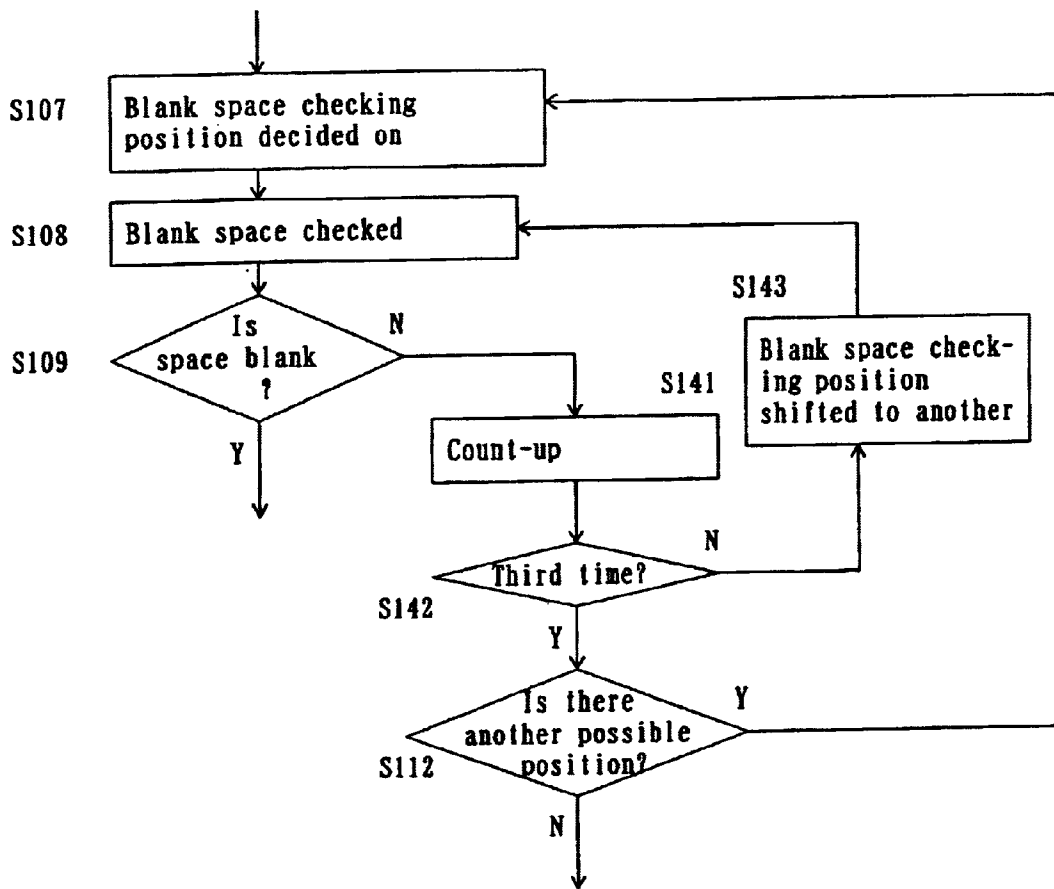 S107
Blank space checking
position decided on
S108
Blank space checked
S143
S109
Is
space blank
?
N
Y
Blank space check-
ing position
shifted to another
S141
Count-up
S142
Third time?
N
Y
S112
Is there
another possible
position?
Y
N